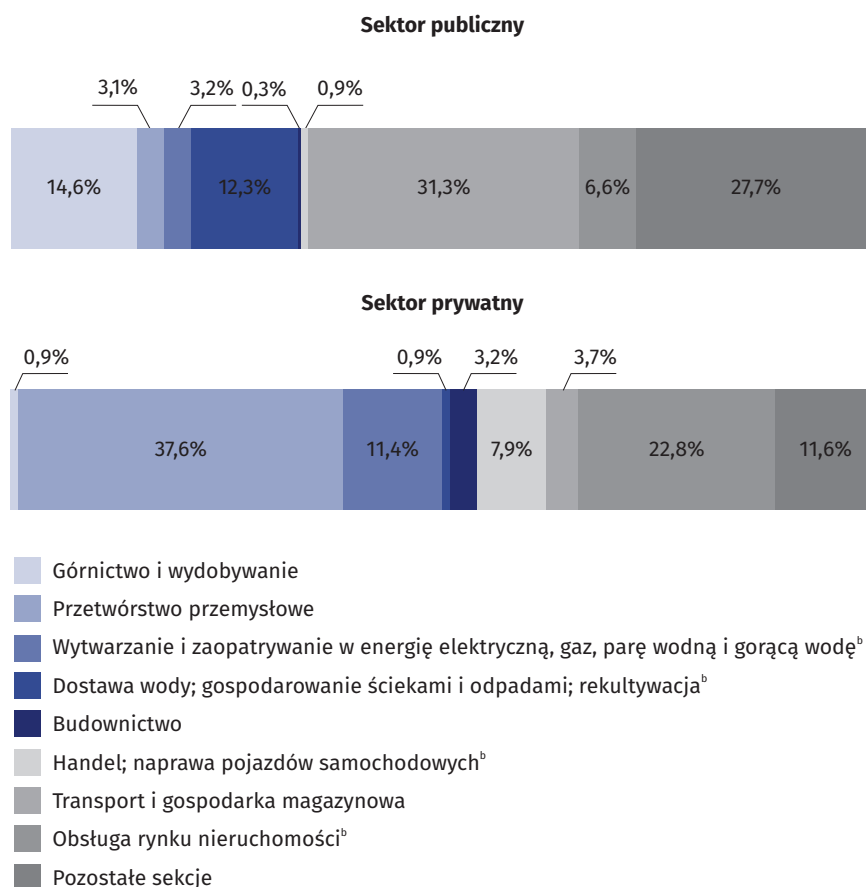 Sektor publiczny
3,1% 3,2% 0,3% 0,9%
14,6% 12,3% 31,3% 6,6% 27,7%
Sektor prywatny
0,9% 0,9% 3,2% 3,7%
37,6% 11,4% 7,9% 22,8% 11,6%
Górnictwo i wydobywanie
Przetwórstwo przemysłowe
Wytwarzanie i zaopatrywanie w energię elektryczną, gaz, parę wodną i gorącą wodęᵇ
Dostawa wody; gospodarowanie ściekami i odpadami; rekultywacjaᵇ
Budownictwo
Handel; naprawa pojazdów samochodowychᵇ
Transport i gospodarka magazynowa
Obsługa rynku nieruchomościᵇ
Pozostałe sekcje